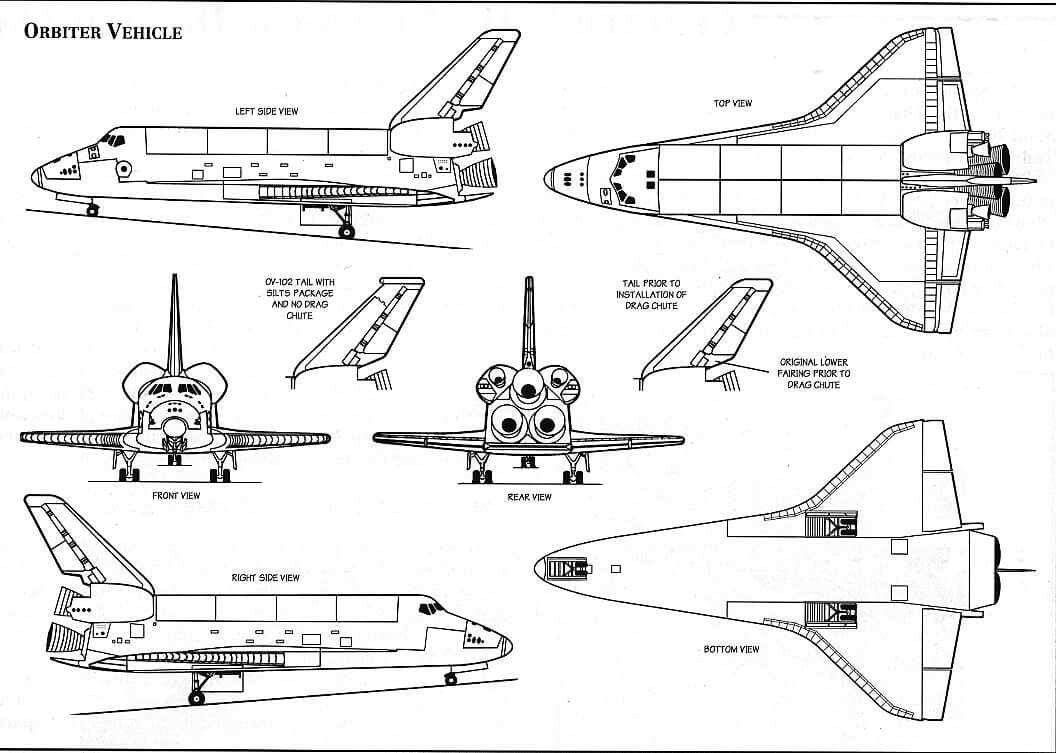 ORBITER VEHICLE
LEFT SIDE VIEW
TOP VIEW
OV-102 TAIL WITH
SILTS PACKAGE
AND NO DRAG
CHUTE
TAIL PRIOR TO
INSTALLATION OF
DRAG CHUTE
ORIGINAL LOWER
FAIRING PRIOR TO
DRAG CHUTE
FRONT VIEW
REAR VIEW
RIGHT SIDE VIEW
BOTTOM VIEW